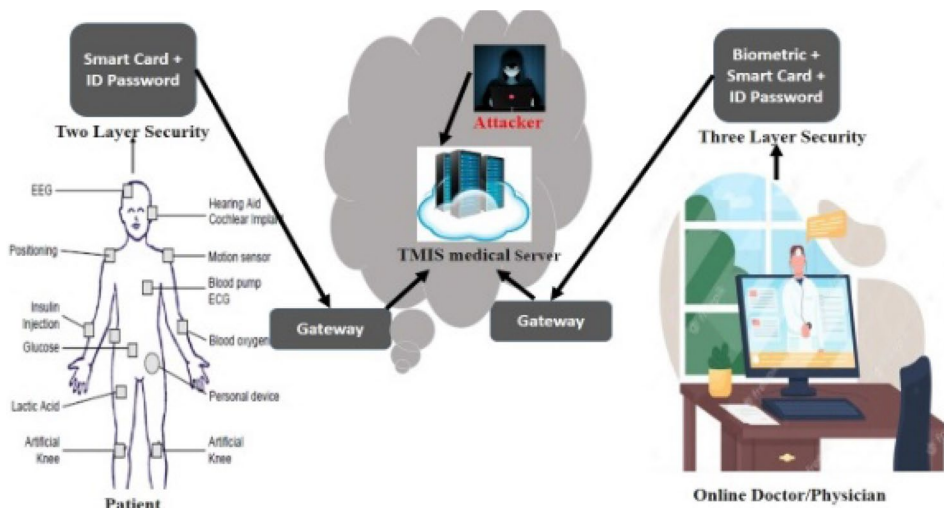 Smart Card +
ID Password
Two Layer Security
EEG
Hearing Aid
Cochlear Implant
Positioning
Motion sensor
Blood pump
ECG
Insulin
Injection
Glucose
Blood oxygen
Personal device
Lactic Acid
Artificial
Knee
Artificial
Knee
Patient
Gateway
Attacker
TMIS medical Server
Gateway
Biometric +
Smart Card +
ID Password
Three Layer Security
Online Doctor/Physician